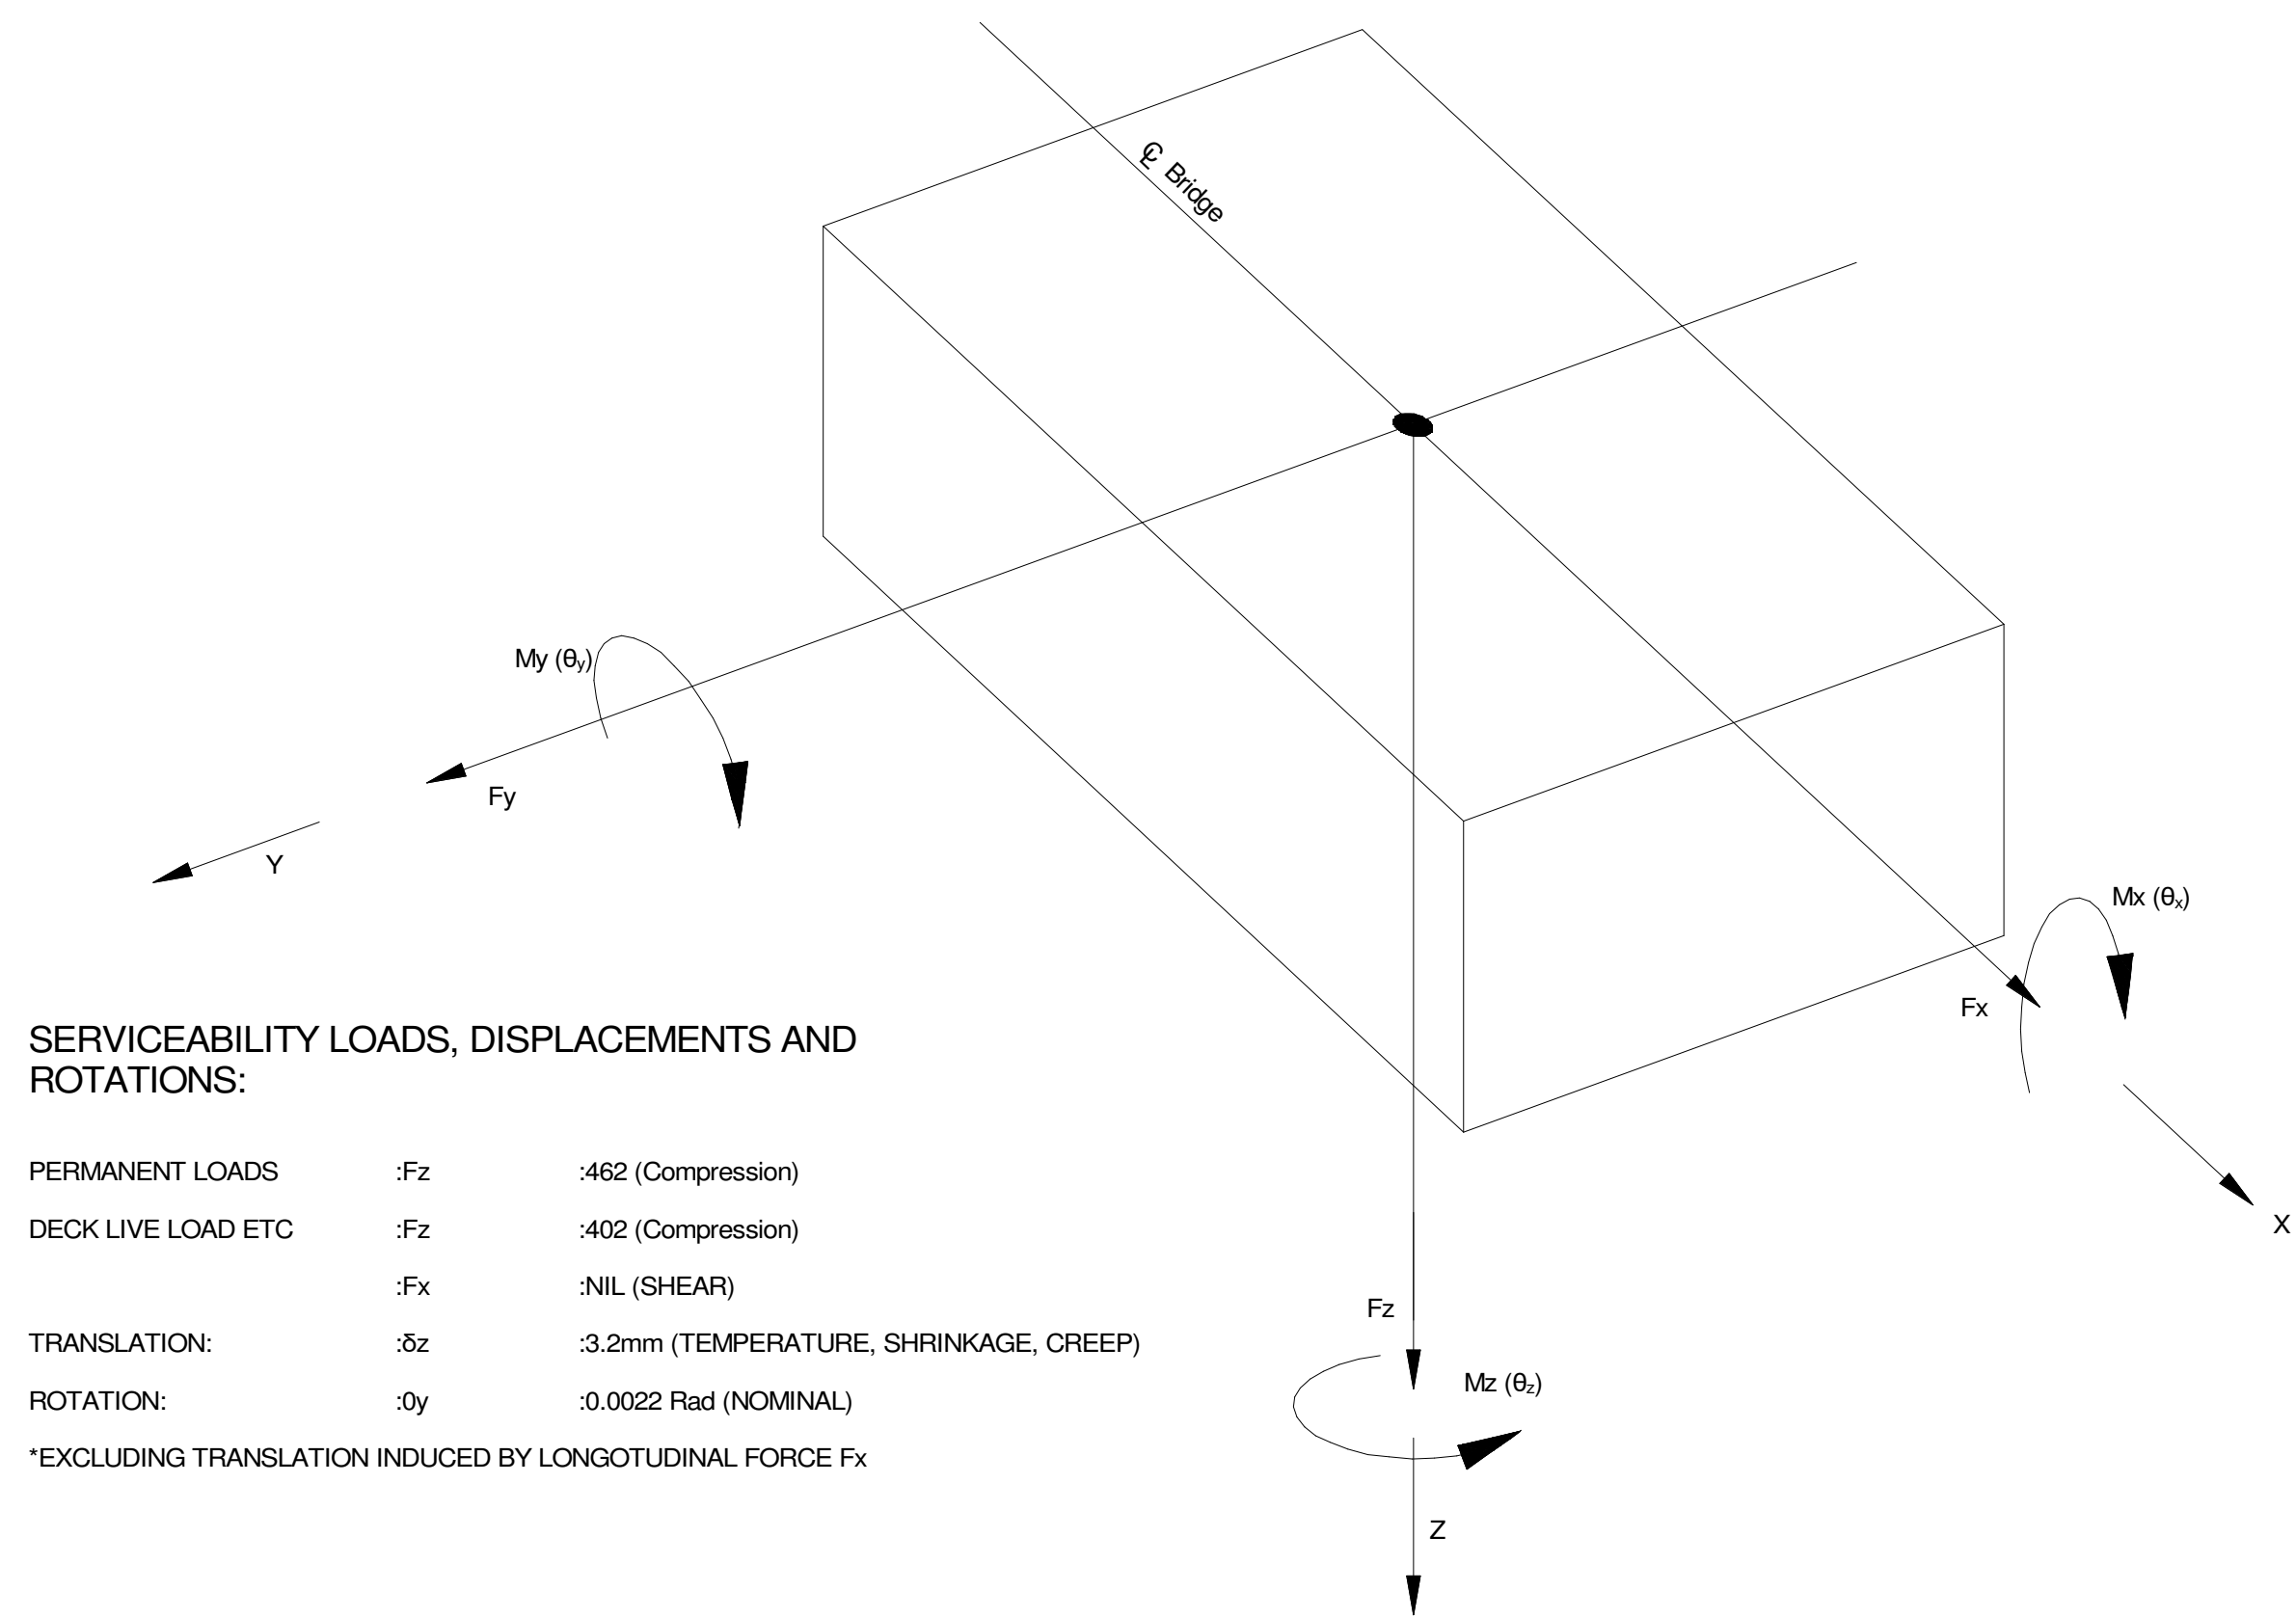 ℄ Bridge
My (θy)
Fy
Y
Mx (θx)
Fx
X
SERVICEABILITY LOADS, DISPLACEMENTS AND
ROTATIONS:
PERMANENT LOADS :Fz :462 (Compression)
DECK LIVE LOAD ETC :Fz :402 (Compression)
:Fx :NIL (SHEAR)
TRANSLATION: :δz :3.2mm (TEMPERATURE, SHRINKAGE, CREEP)
ROTATION: :0y :0.0022 Rad (NOMINAL)
*EXCLUDING TRANSLATION INDUCED BY LONGOTUDINAL FORCE Fx
Fz
Mz (θz)
Z